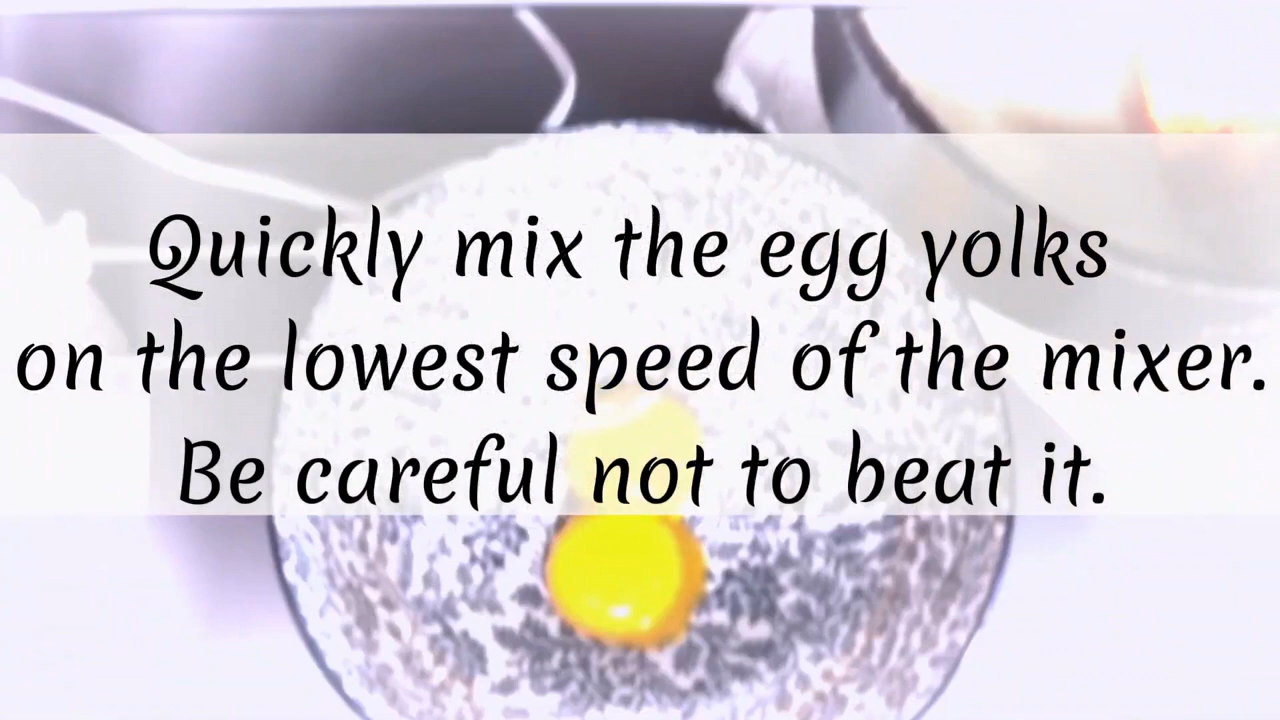 Quickly mix the egg yolks
on the lowest speed of the mixer.
Be careful not to beat it.